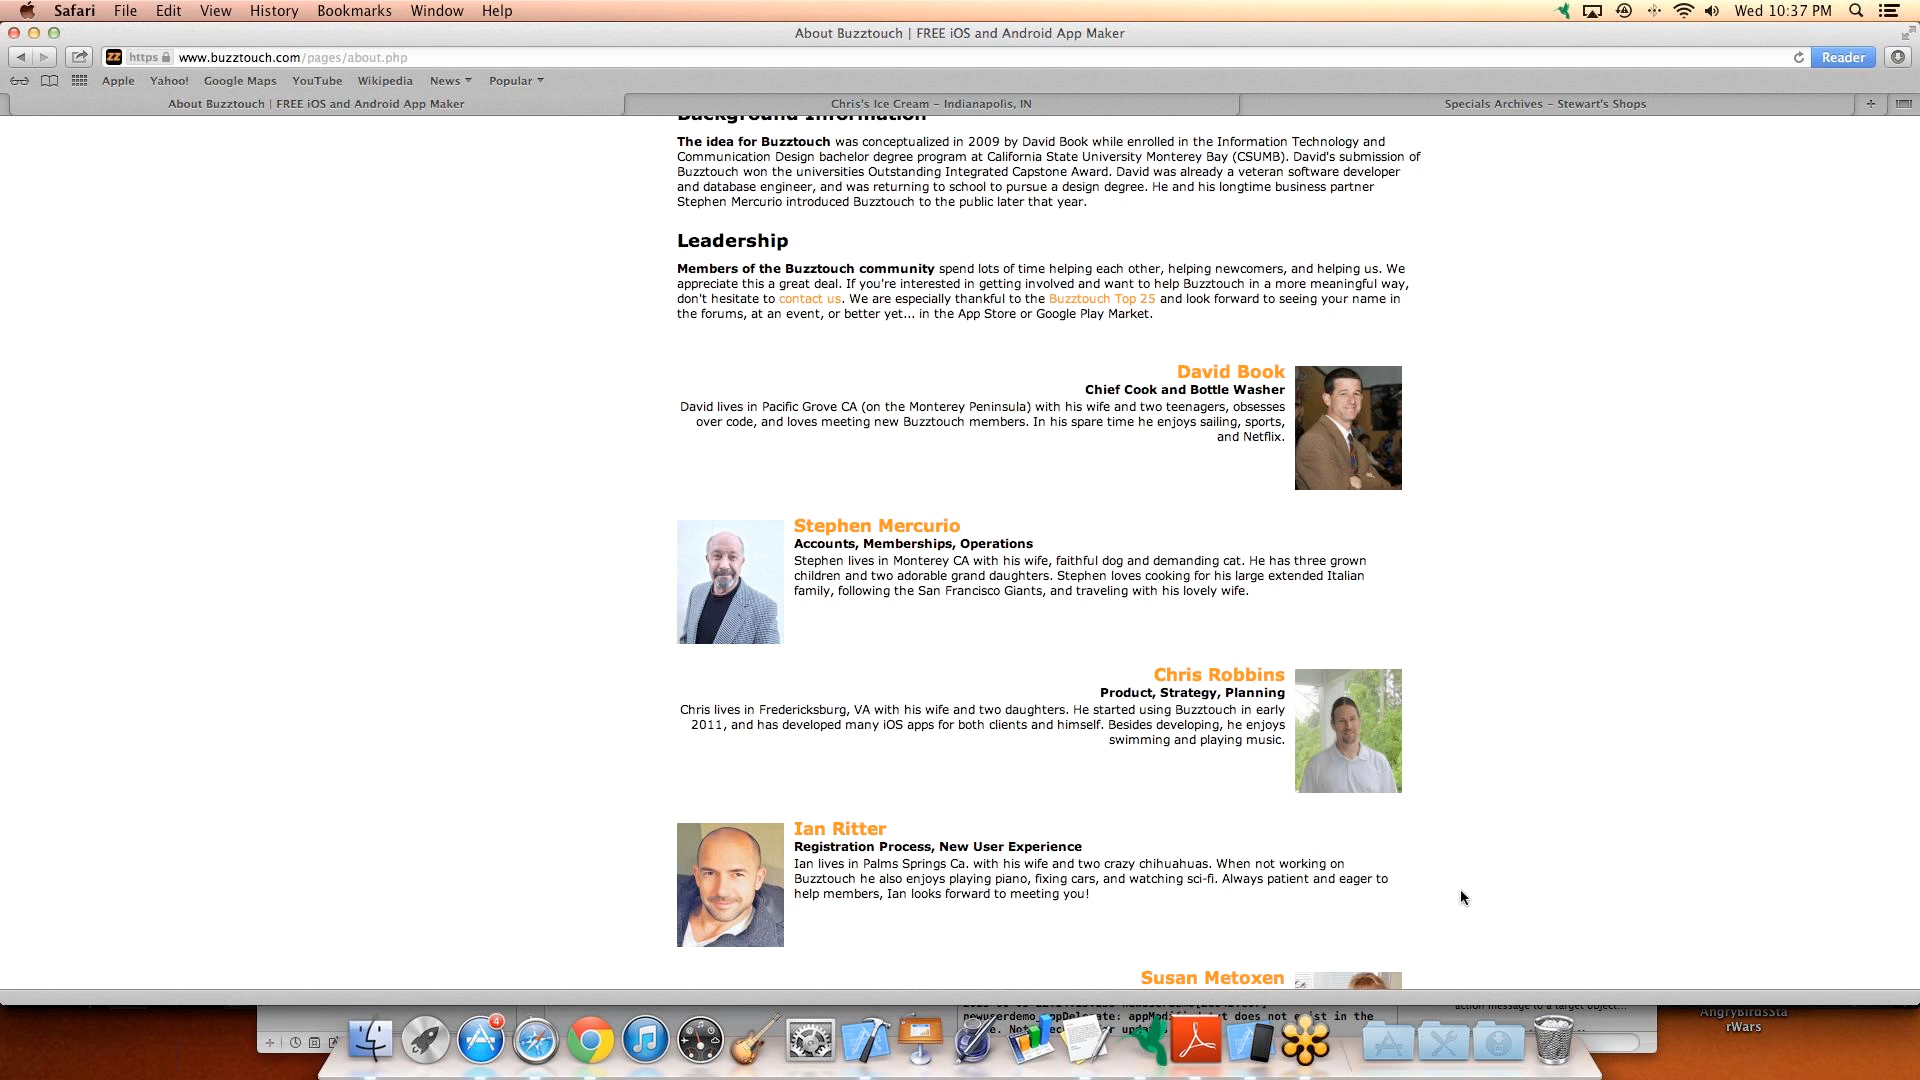 Safari File Edit View History Bookmarks Window Help Wed 10:37 PM
About Buzztouch | FREE iOS and Android App Maker
https www.buzztouch.com/pages/about.php Reader
Apple Yahoo! Google Maps YouTube Wikipedia News Popular
About Buzztouch | FREE iOS and Android App Maker Chris's Ice Cream – Indianapolis, IN Specials Archives – Stewart's Shops
Background Information
The idea for Buzztouch was conceptualized in 2009 by David Book while enrolled in the Information Technology and
Communication Design bachelor degree program at California State University Monterey Bay (CSUMB). David's submission of
Buzztouch won the universities Outstanding Integrated Capstone Award. David was already a veteran software developer
and database engineer, and was returning to school to pursue a design degree. He and his longtime business partner
Stephen Mercurio introduced Buzztouch to the public later that year.
Leadership
Members of the Buzztouch community spend lots of time helping each other, helping newcomers, and helping us. We
appreciate this a great deal. If you're interested in getting involved and want to help Buzztouch in a more meaningful way,
don't hesitate to contact us. We are especially thankful to the Buzztouch Top 25 and look forward to seeing your name in
the forums, at an event, or better yet... in the App Store or Google Play Market.
David Book
Chief Cook and Bottle Washer
David lives in Pacific Grove CA (on the Monterey Peninsula) with his wife and two teenagers, obsesses
over code, and loves meeting new Buzztouch members. In his spare time he enjoys sailing, sports,
and Netflix.
Stephen Mercurio
Accounts, Memberships, Operations
Stephen lives in Monterey CA with his wife, faithful dog and demanding cat. He has three grown
children and two adorable grand daughters. Stephen loves cooking for his large extended Italian
family, following the San Francisco Giants, and traveling with his lovely wife.
Chris Robbins
Product, Strategy, Planning
Chris lives in Fredericksburg, VA with his wife and two daughters. He started using Buzztouch in early
2011, and has developed many iOS apps for both clients and himself. Besides developing, he enjoys
swimming and playing music.
Ian Ritter
Registration Process, New User Experience
Ian lives in Palms Springs Ca. with his wife and two crazy chihuahuas. When not working on
Buzztouch he also enjoys playing piano, fixing cars, and watching sci-fi. Always patient and eager to
help members, Ian looks forward to meeting you!
Susan Metoxen
action message to a target object...
does not exist in the
AngryBirdsSta
rWars
4